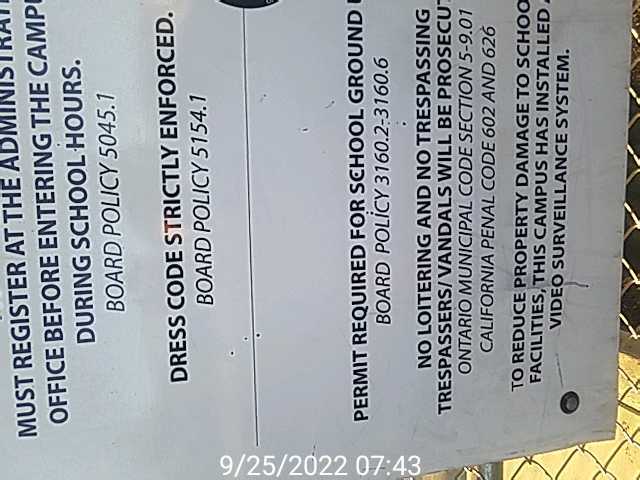 MUST REGISTER AT THE ADMINISTRAT
OFFICE BEFORE ENTERING THE CAMPU
DURING SCHOOL HOURS.
BOARD POLICY 5045.1
DRESS CODE STRICTLY ENFORCED.
BOARD POLICY 5154.1
PERMIT REQUIRED FOR SCHOOL GROUND U
BOARD POLICY 3160.2-3160.6
NO LOITERING AND NO TRESPASSING
TRESPASSERS/VANDALS WILL BE PROSECUT
ONTARIO MUNICIPAL CODE SECTION 5-9.01
CALIFORNIA PENAL CODE 602 AND 626
TO REDUCE PROPERTY DAMAGE TO SCHOO
FACILITIES, THIS CAMPUS HAS INSTALLED A
VIDEO SURVEILLANCE SYSTEM.
9/25/2022 07:43